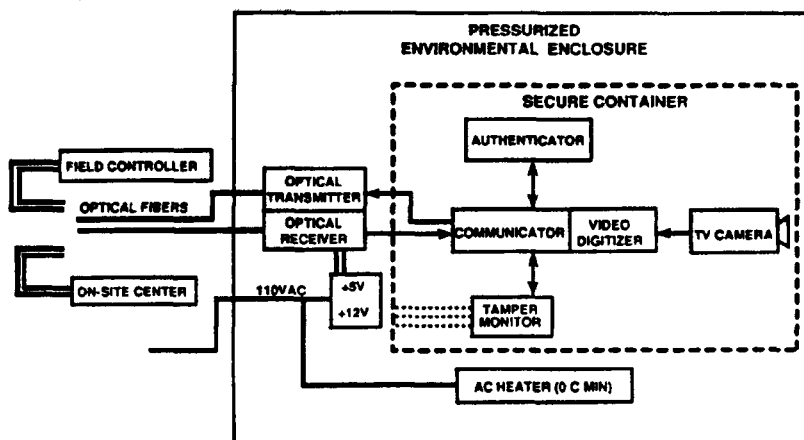 PRESSURIZED
ENVIRONMENTAL ENCLOSURE
SECURE CONTAINER
AUTHENTICATOR
FIELD CONTROLLER
OPTICAL
TRANSMITTER
OPTICAL FIBERS
OPTICAL
RECEIVER
COMMUNICATOR
VIDEO
DIGITIZER
TV CAMERA
ON-SITE CENTER
110VAC
+5V
+12V
TAMPER
MONITOR
AC HEATER (0 C MIN)